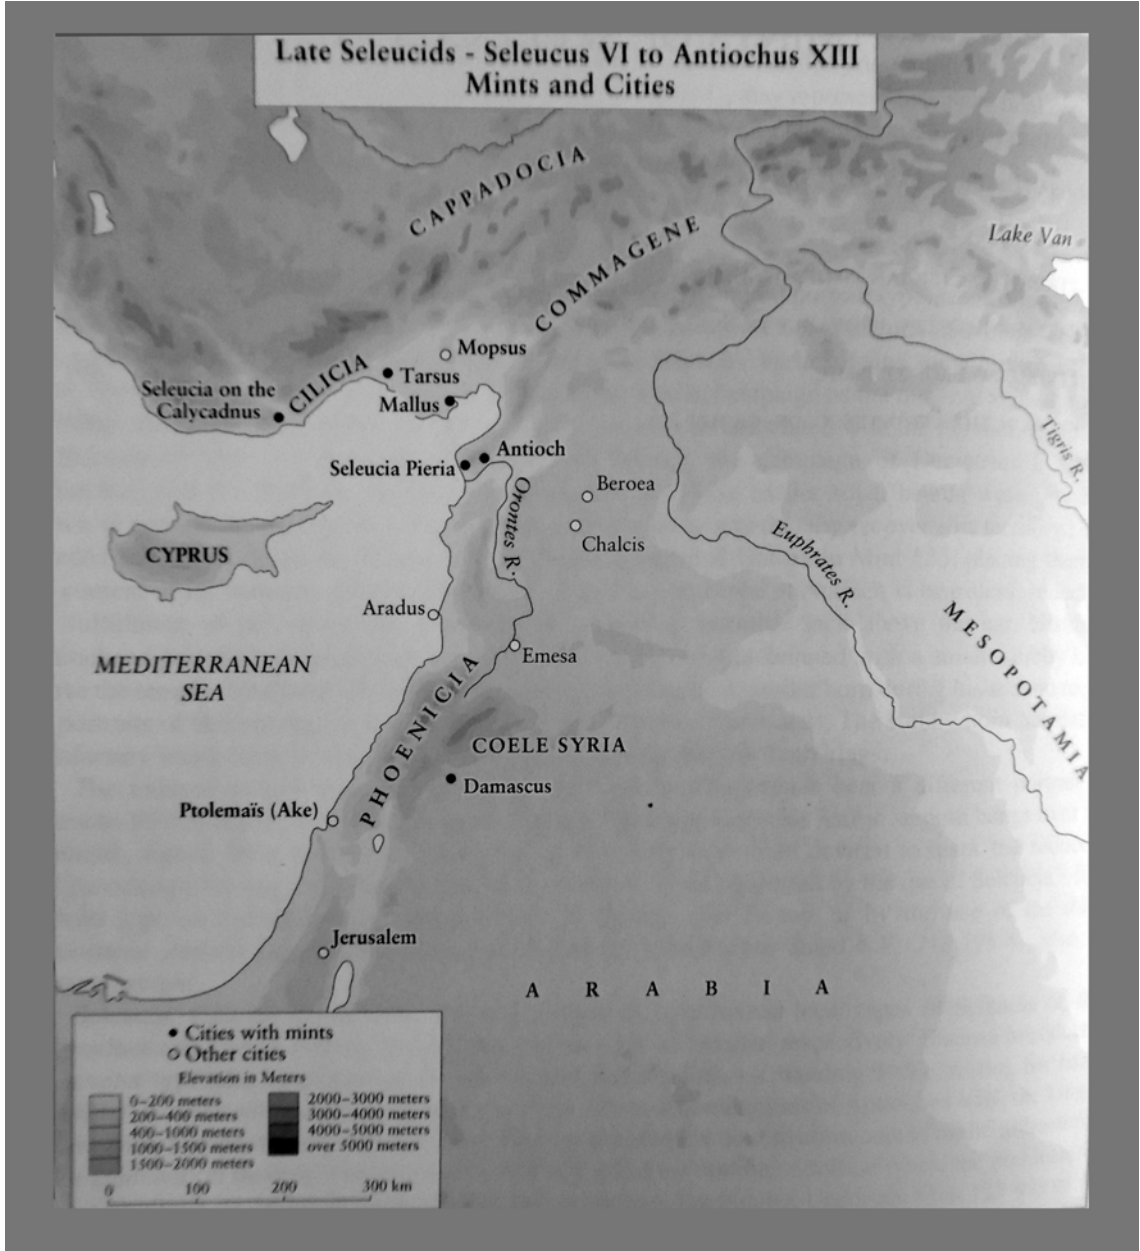 Late Seleucids - Seleucus VI to Antiochus XIII
Mints and Cities
CAPPADOCIA
COMMAGENE
Lake Van
Mopsus
CILICIA
Tarsus
Seleucia on the
Calycadnus
Mallus
Tigris R.
Antioch
Seleucia Pieria
Orontes R.
Beroea
Chalcis
Euphrates R.
CYPRUS
Aradus
MESOPOTAMIA
Emesa
MEDITERRANEAN
SEA
PHOENICIA
COELE SYRIA
Damascus
Ptolemaïs (Ake)
Jerusalem
ARABIA
Cities with mints
Other cities
Elevation in Meters
0–200 meters
200–400 meters
400–1000 meters
1000–1500 meters
1500–2000 meters
2000–3000 meters
3000–4000 meters
4000–5000 meters
over 5000 meters
0 100 200 300 km